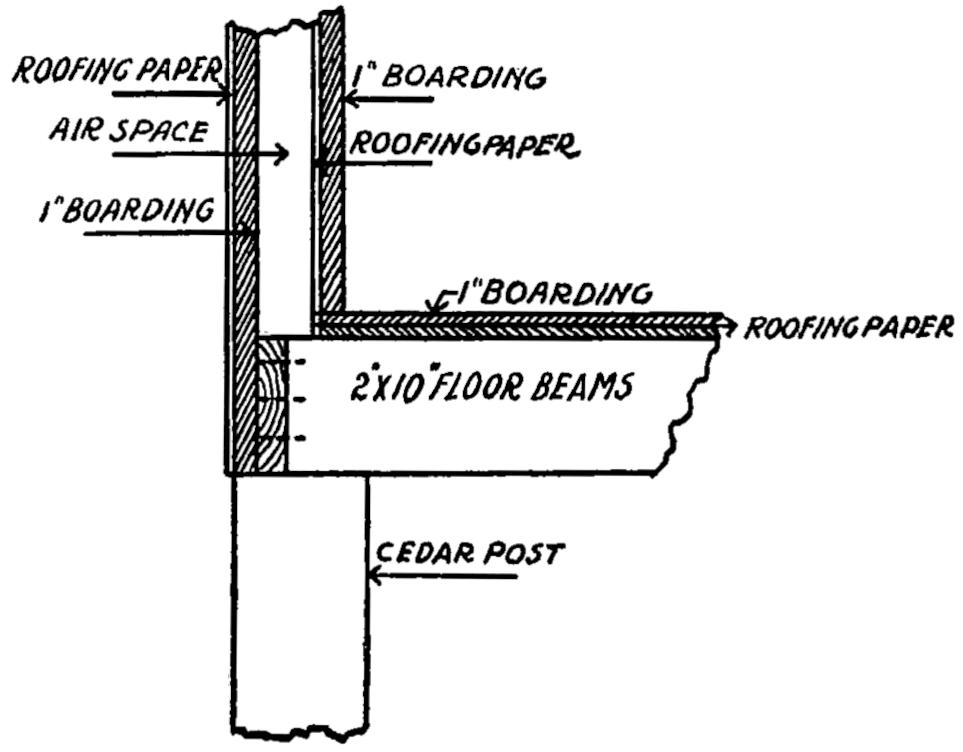 ROOFING PAPER
1" BOARDING
AIR SPACE
ROOFING PAPER
1" BOARDING
1" BOARDING
ROOFING PAPER
2"X10" FLOOR BEAMS
CEDAR POST